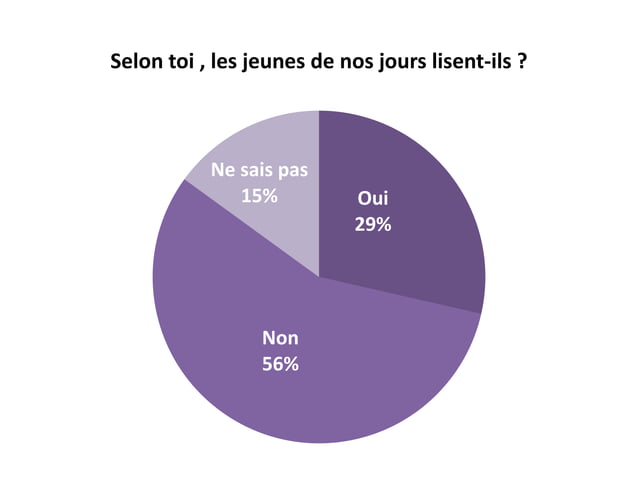 Selon toi , les jeunes de nos jours lisent-ils ?
Ne sais pas
15%
Oui
29%
Non
56%